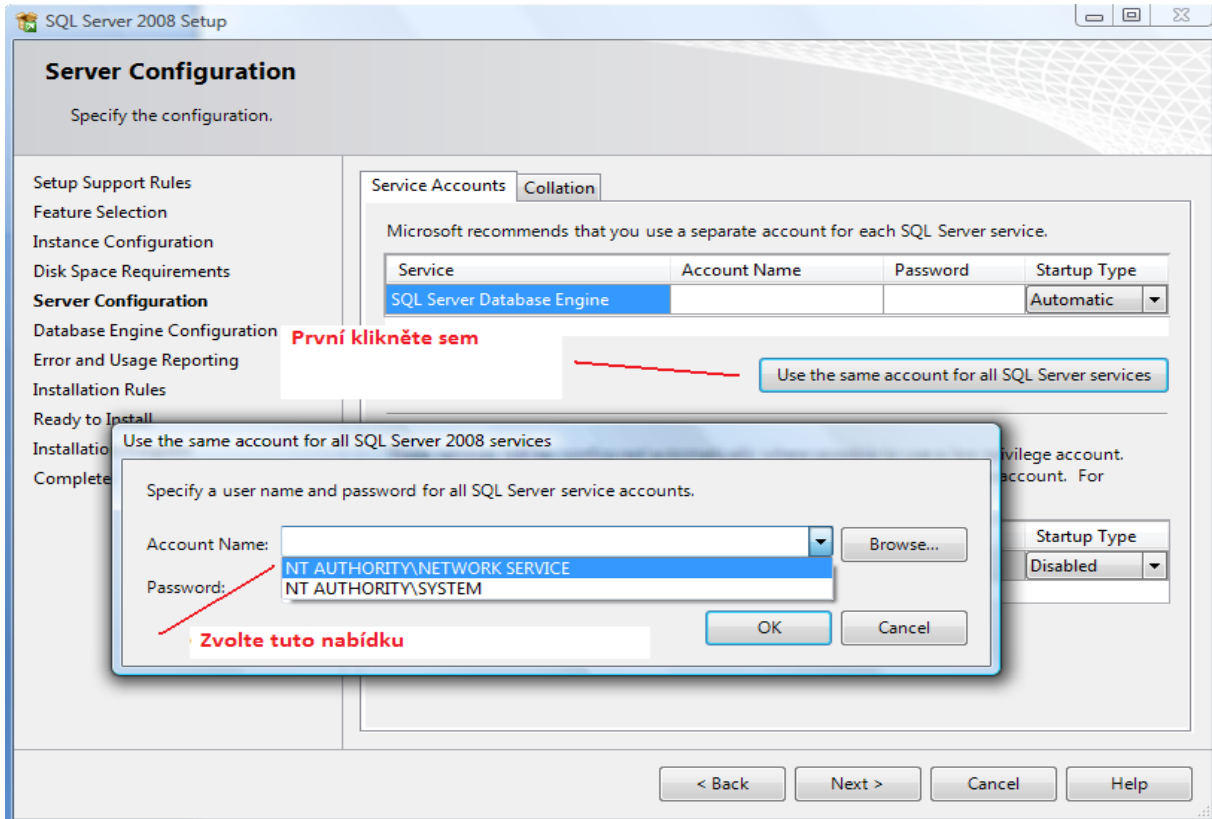 SQL Server 2008 Setup
Server Configuration
Specify the configuration.
Setup Support Rules
Feature Selection
Instance Configuration
Disk Space Requirements
Server Configuration
Database Engine Configuration
Error and Usage Reporting
Installation Rules
Ready to Install
Installatio
Complete
Service Accounts
Collation
Microsoft recommends that you use a separate account for each SQL Server service.
Service Account Name Password Startup Type
SQL Server Database Engine Automatic
První klikněte sem
Use the same account for all SQL Server services
ivilege account.
account. For
Startup Type
Disabled
Use the same account for all SQL Server 2008 services
Specify a user name and password for all SQL Server service accounts.
Account Name:
Browse...
NT AUTHORITY\NETWORK SERVICE
Password:
NT AUTHORITY\SYSTEM
Zvolte tuto nabídku
OK
Cancel
< Back
Next >
Cancel
Help